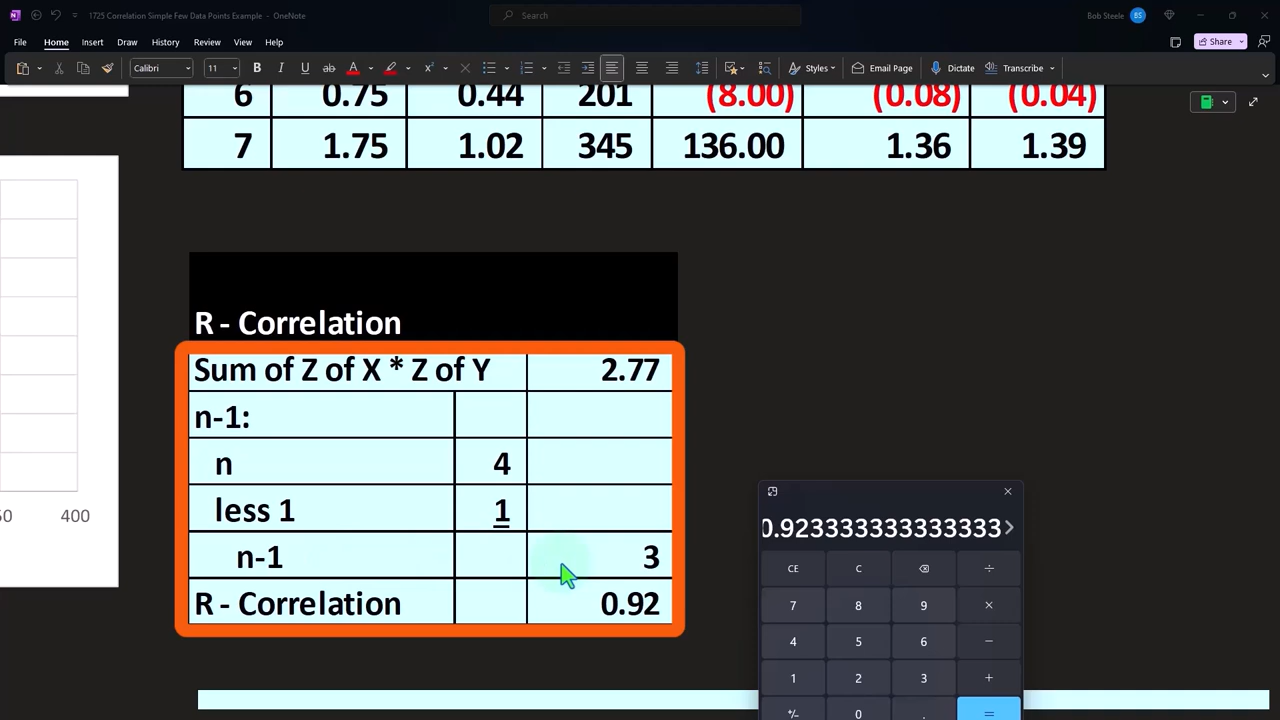 1725 Correlation Simple Few Data Points Example - OneNote
Search
Bob Steele BS
File Home Insert Draw History Review View Help
Share
Calibri 11 B I U ab A x Styles Email Page Dictate Transcribe
6 0.75 0.44 201 (8.00) (0.08) (0.04)
7 1.75 1.02 345 136.00 1.36 1.39
R - Correlation
Sum of Z of X * Z of Y 2.77
n-1:
n 4
less 1 1
n-1 3
R - Correlation 0.92
400
0.923333333333333
CE C ÷
7 8 9 ×
4 5 6 −
1 2 3 +
+/− 0 . =